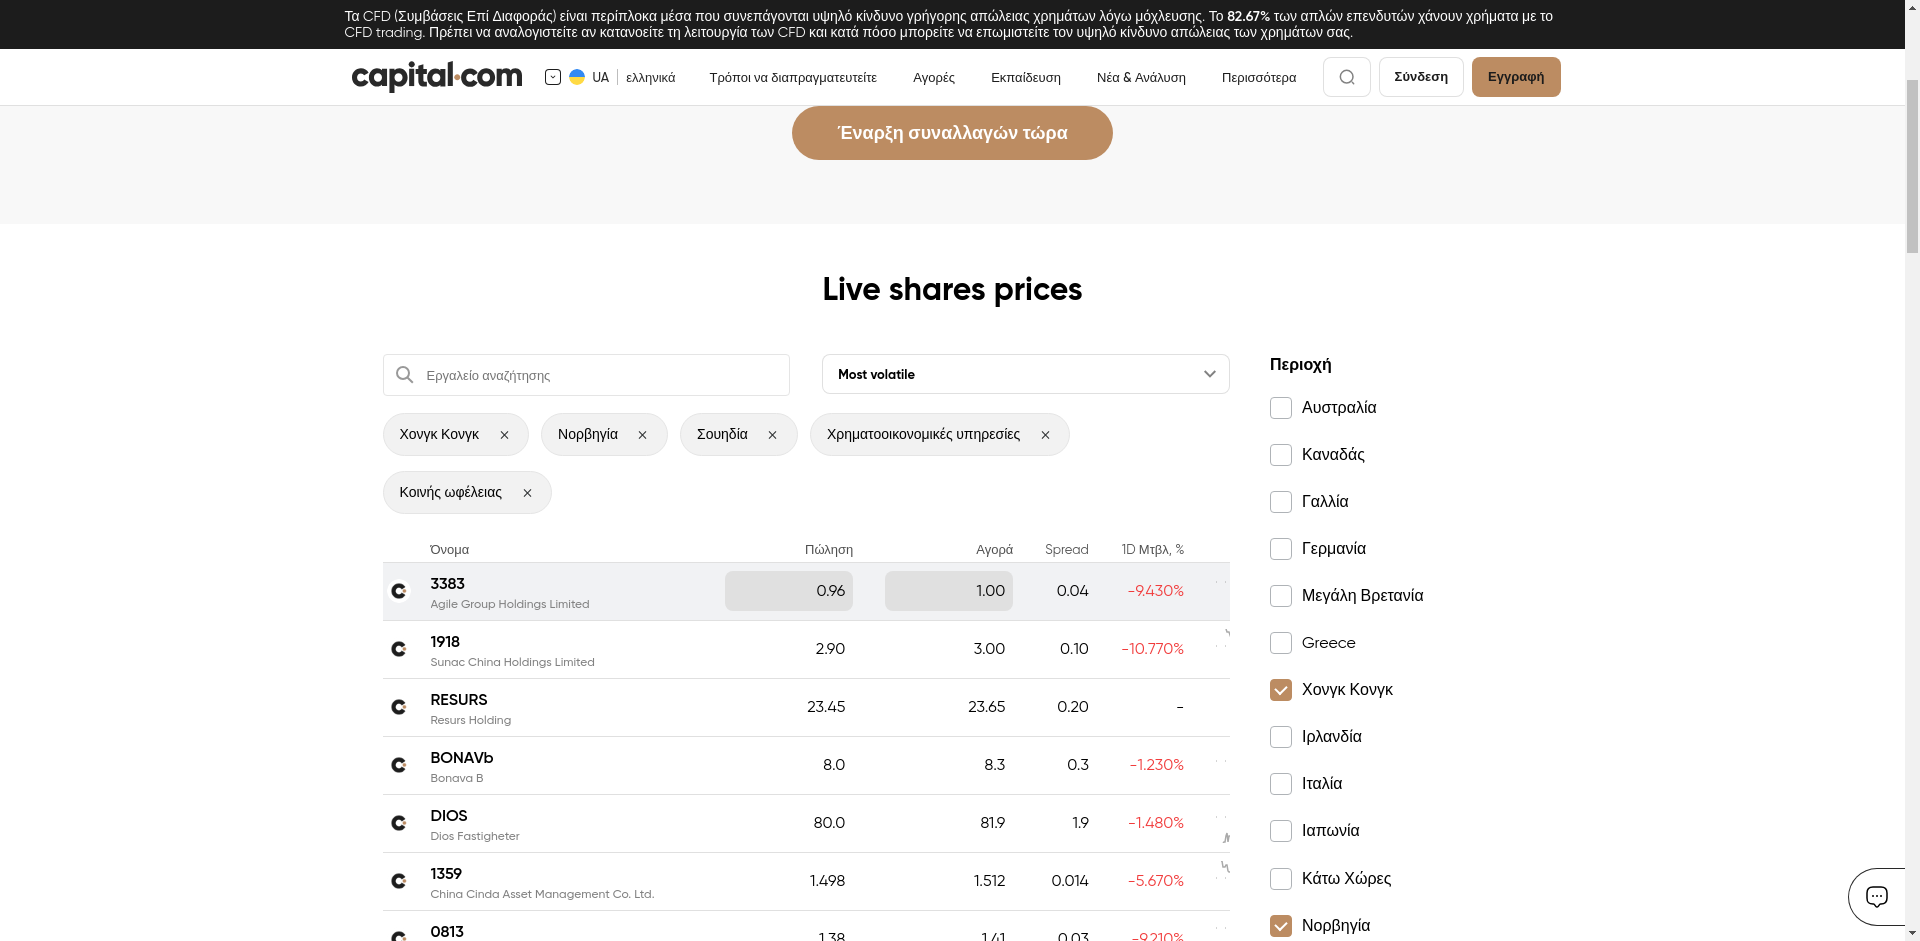 Τα CFD (Συμβάσεις Επί Διαφοράς) είναι περίπλοκα μέσα που συνεπάγονται υψηλό κίνδυνο γρήγορης απώλειας χρημάτων λόγω μόχλευσης. Το 82.67% των απλών επενδυτών χάνουν χρήματα με το
CFD trading. Πρέπει να αναλογιστείτε αν κατανοείτε τη λειτουργία των CFD και κατά πόσο μπορείτε να επωμιστείτε τον υψηλό κίνδυνο απώλειας των χρημάτων σας.
capital.com UA ελληνικά Τρόποι να διαπραγματευτείτε Αγορές Εκπαίδευση Νέα & Ανάλυση Περισσότερα Σύνδεση Εγγραφή
Έναρξη συναλλαγών τώρα
Live shares prices
Εργαλείο αναζήτησης Most volatile
Χονγκ Κονγκ × Νορβηγία × Σουηδία × Χρηματοοικονομικές υπηρεσίες ×
Κοινής ωφέλειας ×
Όνομα Πώληση Αγορά Spread 1D Μτβλ, %
3383 0.96 1.00 0.04 -9.430%
Agile Group Holdings Limited
1918 2.90 3.00 0.10 -10.770%
Sunac China Holdings Limited
RESURS 23.45 23.65 0.20 -
Resurs Holding
BONAVb 8.0 8.3 0.3 -1.230%
Bonava B
DIOS 80.0 81.9 1.9 -1.480%
Dios Fastigheter
1359 1.498 1.512 0.014 -5.670%
China Cinda Asset Management Co. Ltd.
0813 1.38 1.41 0.03 -9.210%
Περιοχή
Αυστραλία
Καναδάς
Γαλλία
Γερμανία
Μεγάλη Βρετανία
Greece
Χονγκ Κονγκ
Ιρλανδία
Ιταλία
Ιαπωνία
Κάτω Χώρες
Νορβηγία